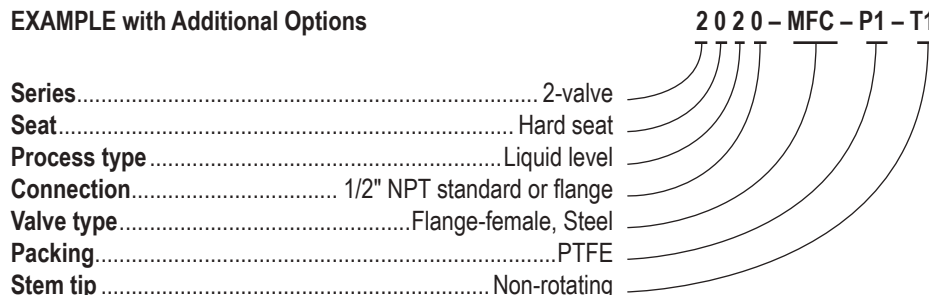 EXAMPLE with Additional Options 2 0 2 0 – MFC – P1 – T1
Series............................................................................ 2-valve
Seat........................................................................... Hard seat
Process type..........................................................Liquid level
Connection.................................. 1/2" NPT standard or flange
Valve type................................................Flange-female, Steel
Packing............................................................................PTFE
Stem tip ................................................................ Non-rotating